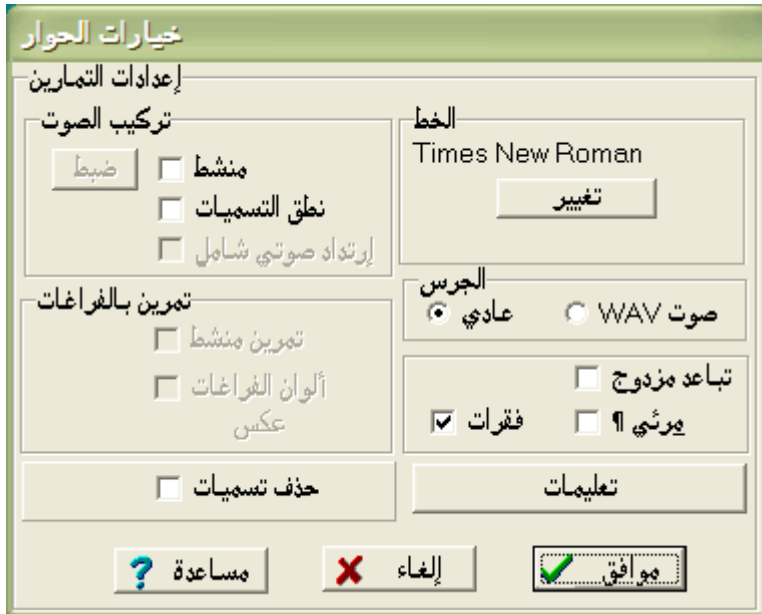 خيارات الحوار
إعدادات التمارين
الخط
Times New Roman
تغيير
تركيب الصوت
منشط
ضبط
نطق التسميات
إرتداد صوتي شامل
الجرس
صوت WAV
عادي
تمرين بالفراغات
تمرين منشط
ألوان الفراغات
عكس
تباعد مزدوج
مرئي ¶
فقرات
تعليمات
حذف تسميات
موافق
إلغاء
مساعدة